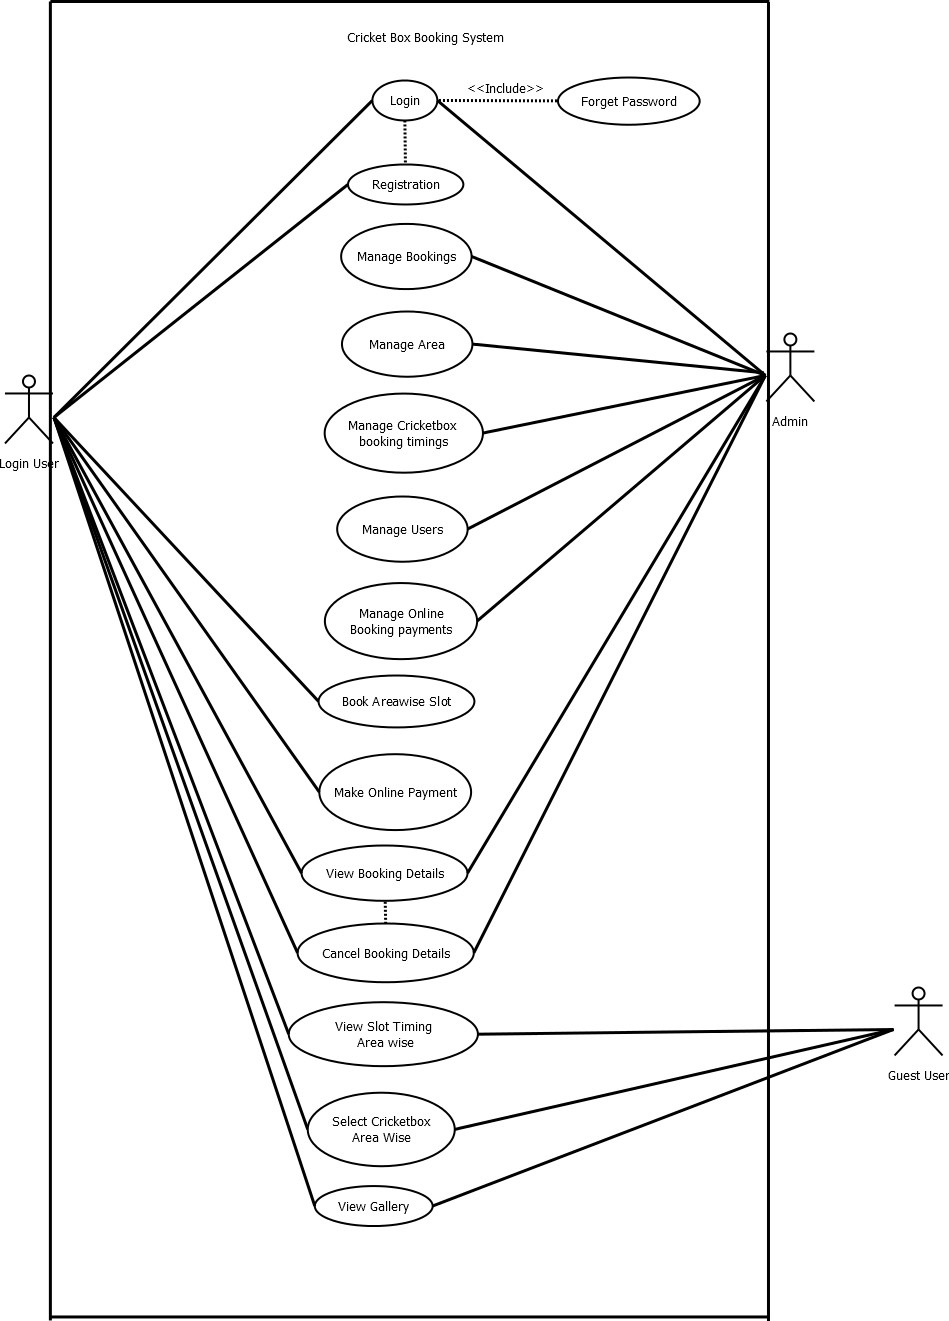 Cricket Box Booking System
<<Include>>
Login
Forget Password
Registration
Manage Bookings
Manage Area
Admin
Manage Cricketbox
booking timings
Login User
Manage Users
Manage Online
Booking payments
Book Areawise Slot
Make Online Payment
View Booking Details
Cancel Booking Details
View Slot Timing
Area wise
Guest User
Select Cricketbox
Area Wise
View Gallery